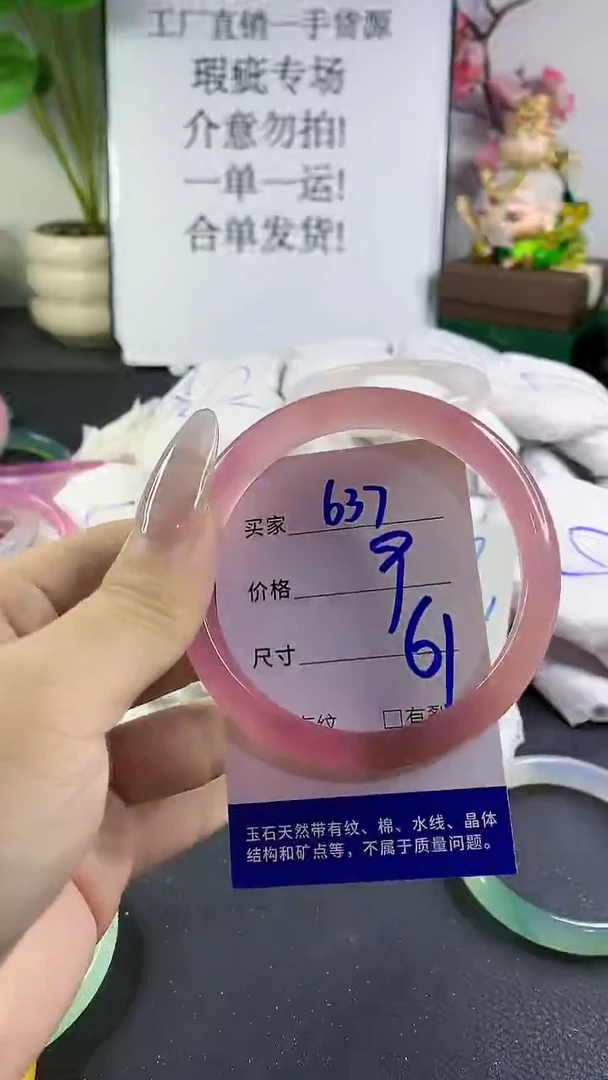 工厂直销一手货源
瑕疵专场
介意勿拍!
一单一运!
合单发货!
买家 637
价格 9
尺寸 61
有纹 □有裂
玉石天然带有纹、棉、水线、晶体
结构和矿点等，不属于质量问题。